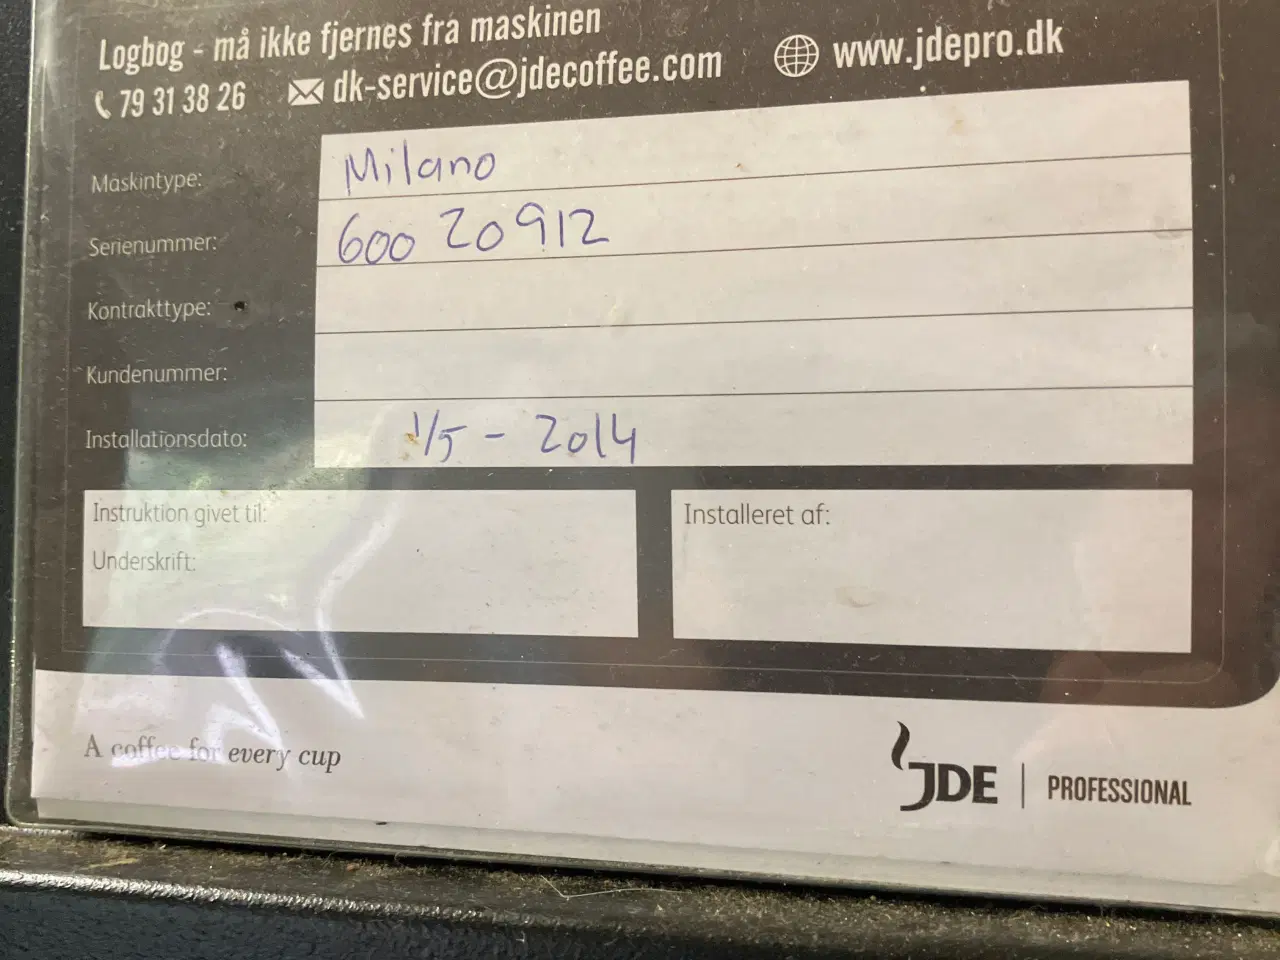 Logbog - må ikke fjernes fra maskinen
79 31 38 26 dk-service@jdecoffee.com www.jdepro.dk
Maskintype: Milano
Serienummer: 600 20912
Kontrakttype:
Kundenummer:
Installationsdato: 1/5 - 2014
Instruktion givet til:
Underskrift:
Installeret af:
A coffee for every cup
JDE | PROFESSIONAL